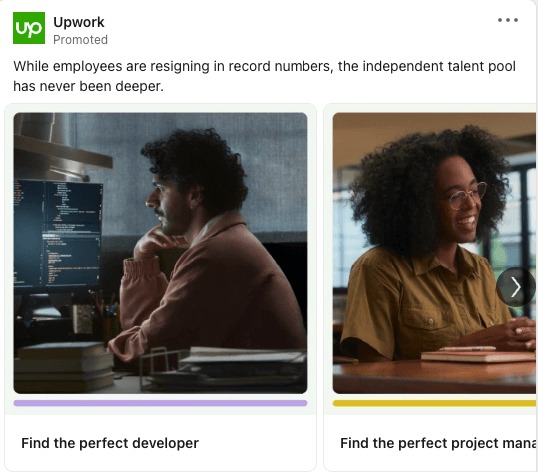 up
Upwork
Promoted
While employees are resigning in record numbers, the independent talent pool
has never been deeper.
Find the perfect developer
Find the perfect project